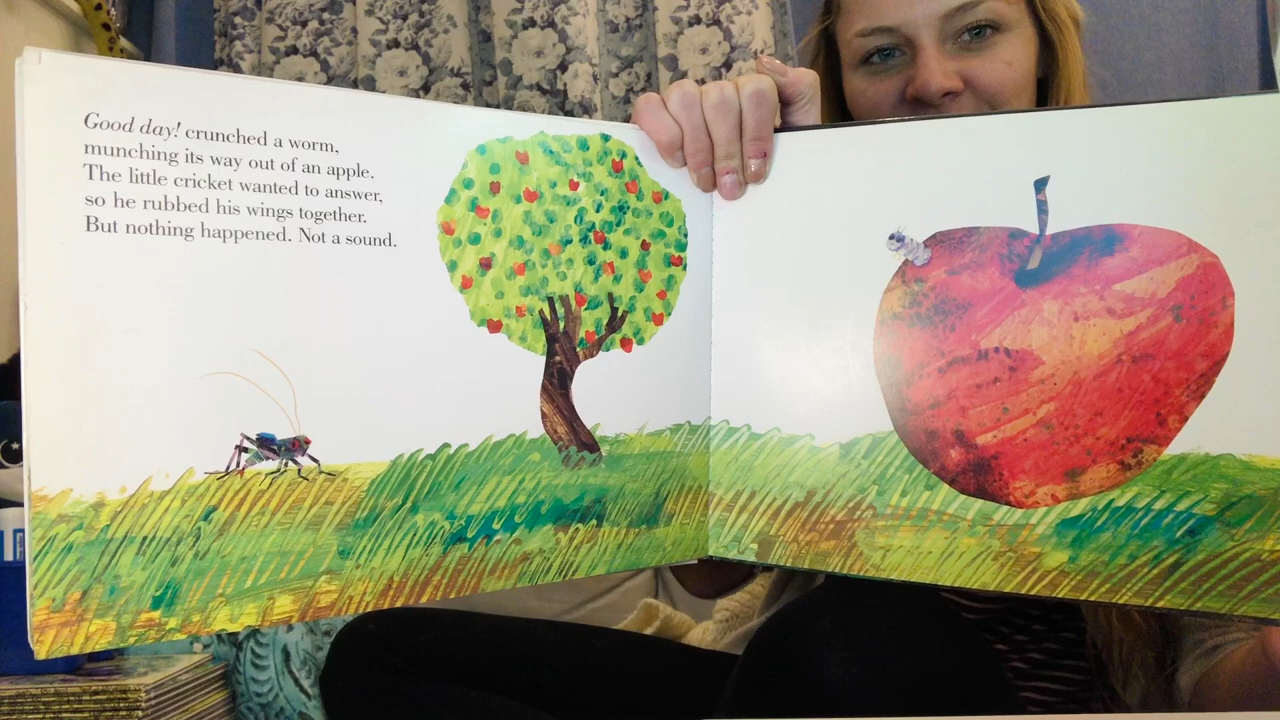 Good day! crunched a worm,
munching its way out of an apple.
The little cricket wanted to answer,
so he rubbed his wings together.
But nothing happened. Not a sound.